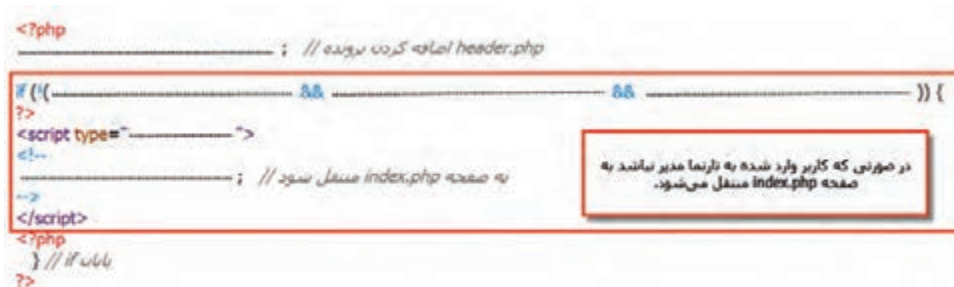 <?php
; // اضافه کردن پرونده header.php
if (!( && && )) {
?>
<script type=" ">
<!--
; // به صفحه index.php منتقل شود
-->
</script>
در صورتی که کاربر وارد شده به تارنما مدیر نباشد به
صفحه index.php منتقل می‌شود.
<?php
} // if پایان
?>